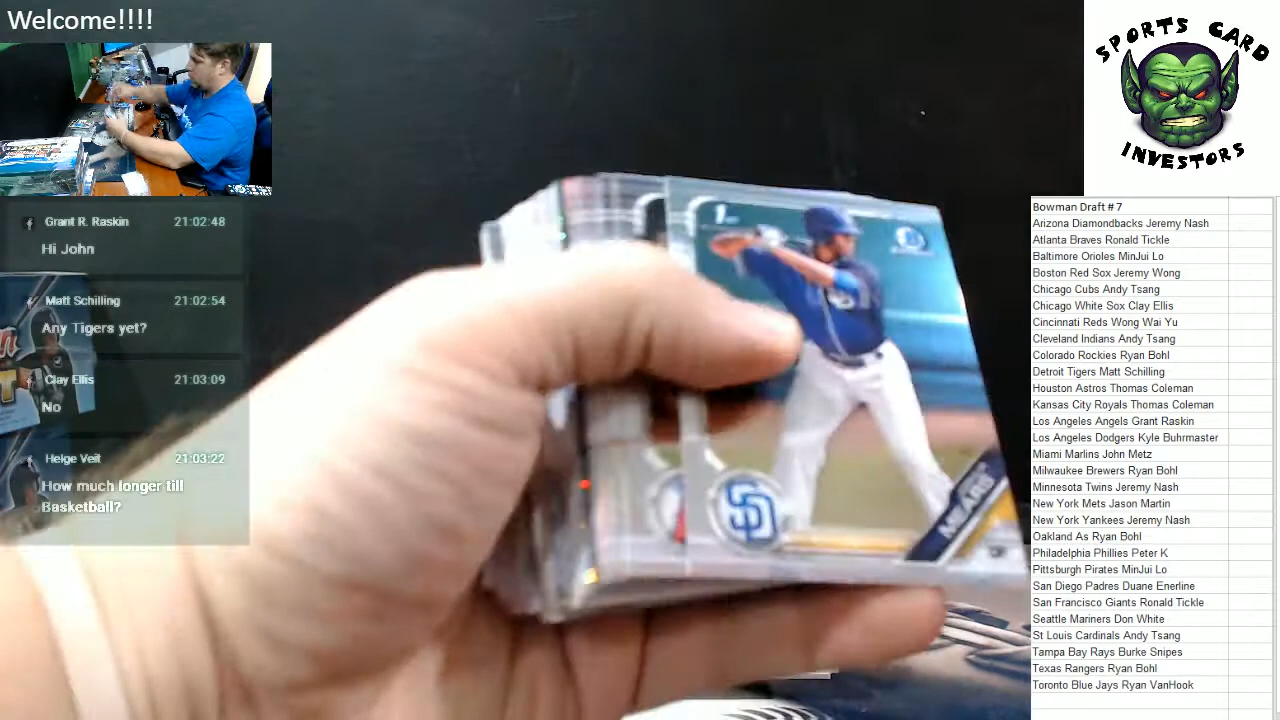 Welcome!!!!
SPORTS CARD
INVESTORS
Grant R. Raskin 21:02:48
Hi John
Matt Schilling 21:02:54
Any Tigers yet?
Clay Ellis 21:03:09
No
Helge Veit 21:03:22
How much longer till
Basketball?
1st
SD
MEARS
Bowman Draft # 7
Arizona Diamondbacks Jeremy Nash
Atlanta Braves Ronald Tickle
Baltimore Orioles MinJui Lo
Boston Red Sox Jeremy Wong
Chicago Cubs Andy Tsang
Chicago White Sox Clay Ellis
Cincinnati Reds Wong Wai Yu
Cleveland Indians Andy Tsang
Colorado Rockies Ryan Bohl
Detroit Tigers Matt Schilling
Houston Astros Thomas Coleman
Kansas City Royals Thomas Coleman
Los Angeles Angels Grant Raskin
Los Angeles Dodgers Kyle Buhrmaster
Miami Marlins John Metz
Milwaukee Brewers Ryan Bohl
Minnesota Twins Jeremy Nash
New York Mets Jason Martin
New York Yankees Jeremy Nash
Oakland As Ryan Bohl
Philadelphia Phillies Peter K
Pittsburgh Pirates MinJui Lo
San Diego Padres Duane Enerline
San Francisco Giants Ronald Tickle
Seattle Mariners Don White
St Louis Cardinals Andy Tsang
Tampa Bay Rays Burke Snipes
Texas Rangers Ryan Bohl
Toronto Blue Jays Ryan VanHook